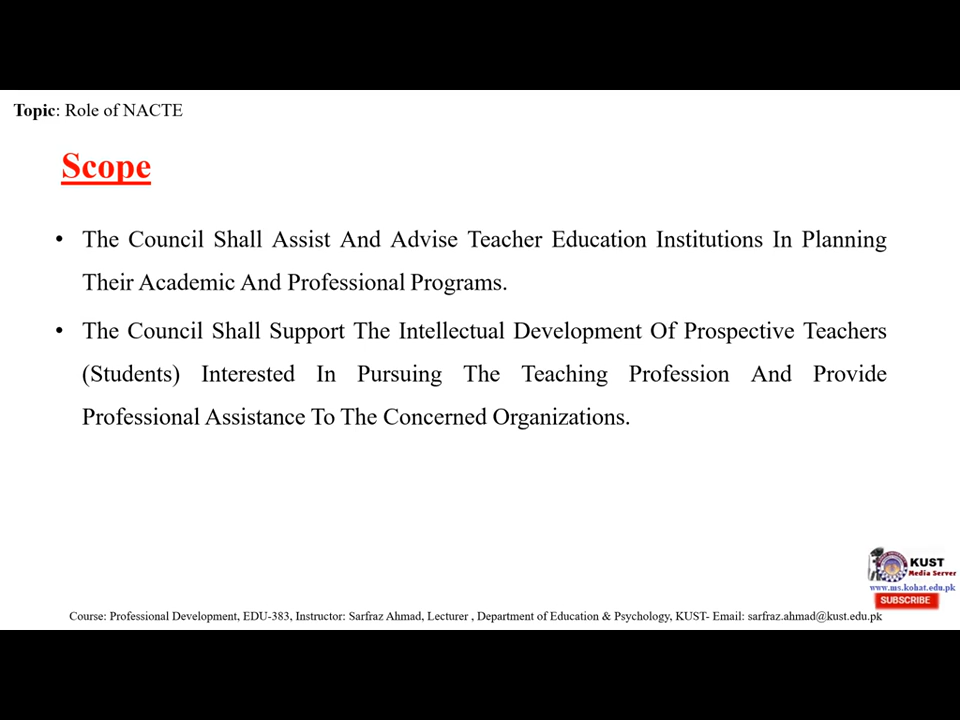 Topic: Role of NACTE
Scope
• The Council Shall Assist And Advise Teacher Education Institutions In Planning
Their Academic And Professional Programs.
• The Council Shall Support The Intellectual Development Of Prospective Teachers
(Students) Interested In Pursuing The Teaching Profession And Provide
Professional Assistance To The Concerned Organizations.
KUST
Media Server
www.ms.kohat.edu.pk
SUBSCRIBE
Course: Professional Development, EDU-383, Instructor: Sarfraz Ahmad, Lecturer , Department of Education & Psychology, KUST- Email: sarfraz.ahmad@kust.edu.pk